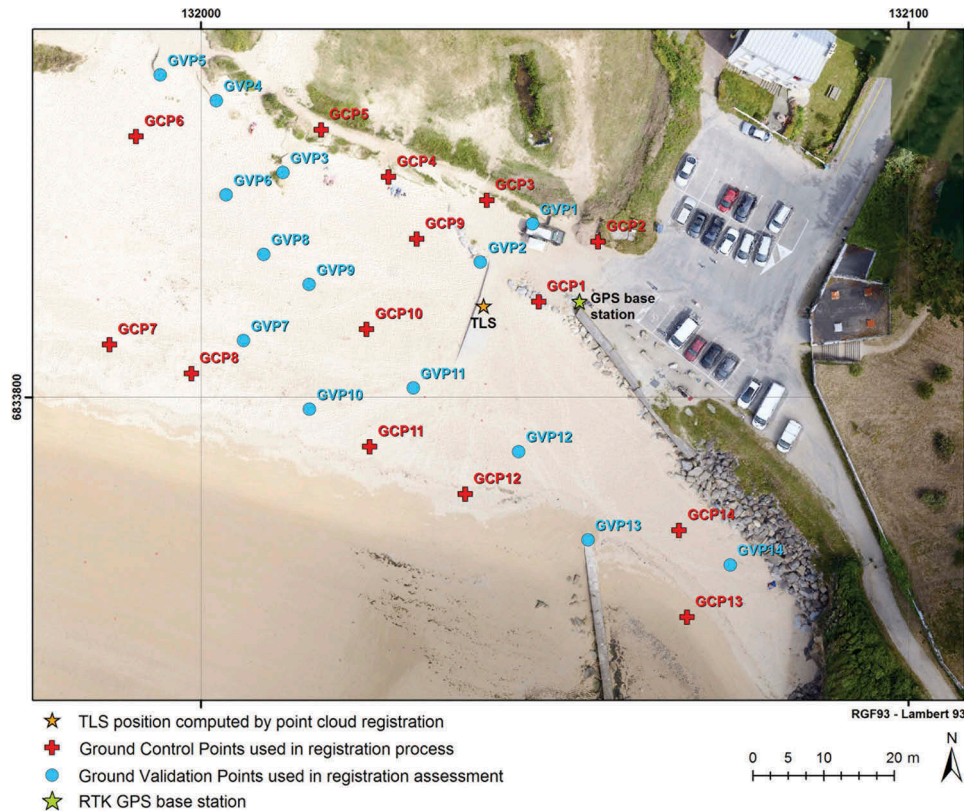 132000
132100
GVP5
GVP4
GCP6
GCP5
GVP3
GCP4
GVP6
GCP3
GVP1
GCP9
GCP2
GVP8
GVP2
GVP9
GCP1
GPS base
station
TLS
GCP10
GCP7
GVP7
GCP8
GVP11
6833800
GVP10
GCP11
GVP12
GCP12
GCP14
GVP13
GVP14
GCP13
RGF93 - Lambert 93
TLS position computed by point cloud registration
Ground Control Points used in registration process
Ground Validation Points used in registration assessment
RTK GPS base station
0 5 10 20 m
N